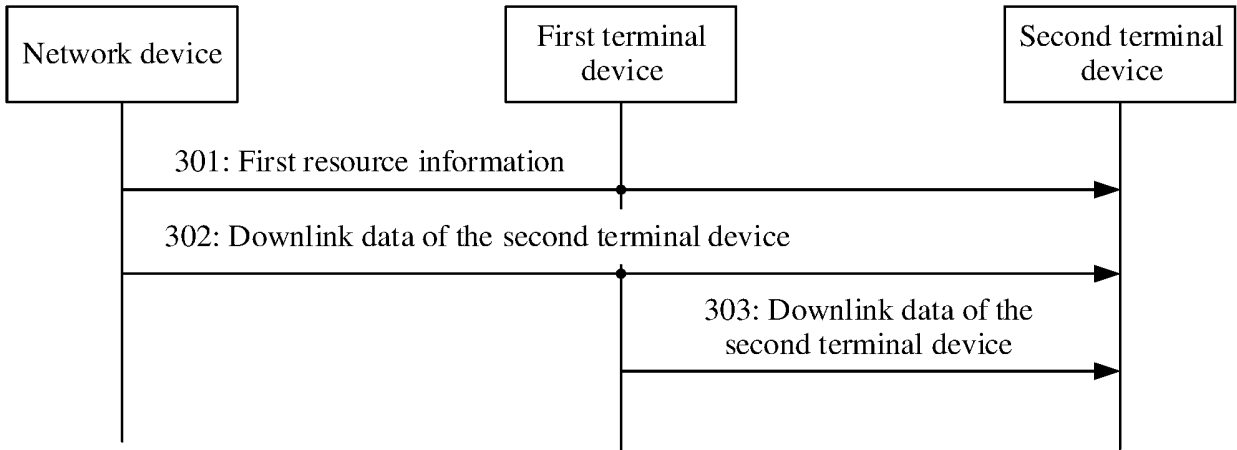 Network device
First terminal
device
Second terminal
device
301: First resource information
302: Downlink data of the second terminal device
303: Downlink data of the
second terminal device